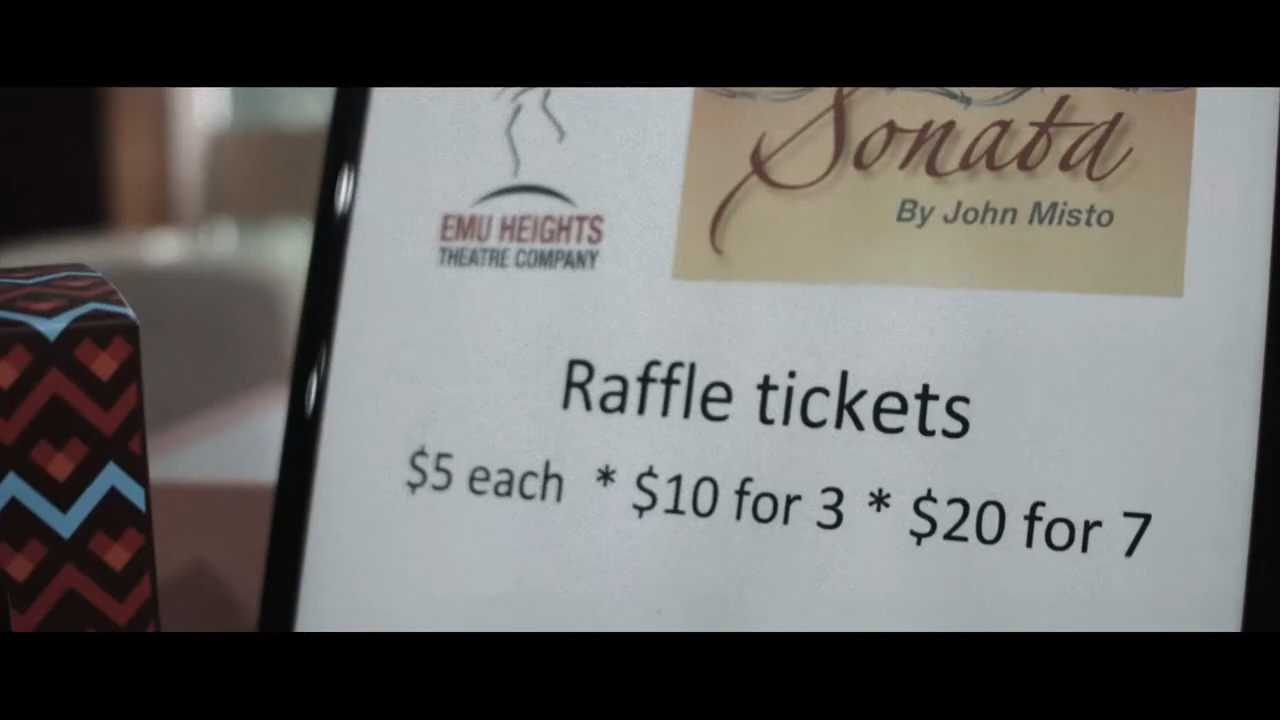 EMU HEIGHTS
THEATRE COMPANY
Sonata
By John Misto
Raffle tickets
$5 each * $10 for 3 * $20 for 7